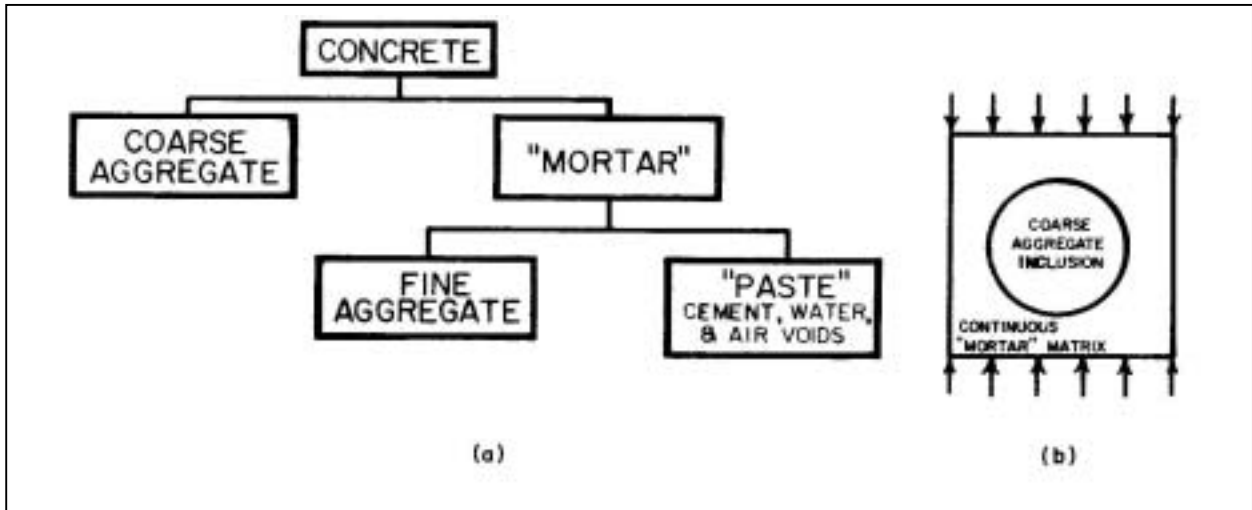 CONCRETE
COARSE
AGGREGATE
"MORTAR"
FINE
AGGREGATE
"PASTE"
CEMENT, WATER,
& AIR VOIDS
(a)
COARSE
AGGREGATE
INCLUSION
CONTINUOUS
"MORTAR" MATRIX
(b)